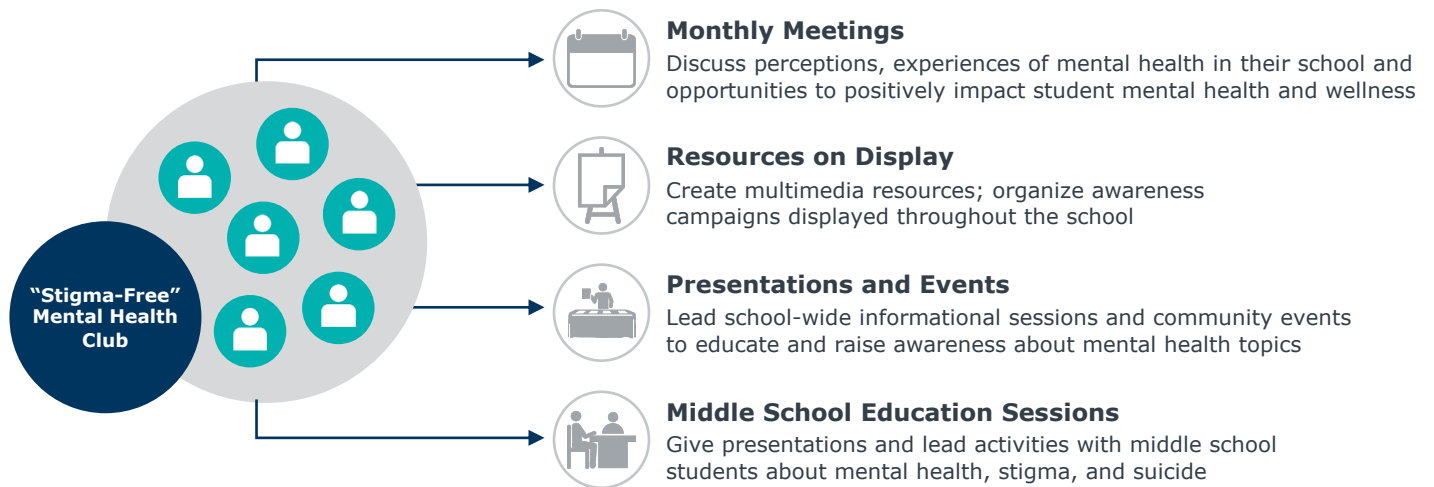 “Stigma-Free”
Mental Health
Club
Monthly Meetings
Discuss perceptions, experiences of mental health in their school and
opportunities to positively impact student mental health and wellness
Resources on Display
Create multimedia resources; organize awareness
campaigns displayed throughout the school
Presentations and Events
Lead school-wide informational sessions and community events
to educate and raise awareness about mental health topics
Middle School Education Sessions
Give presentations and lead activities with middle school
students about mental health, stigma, and suicide